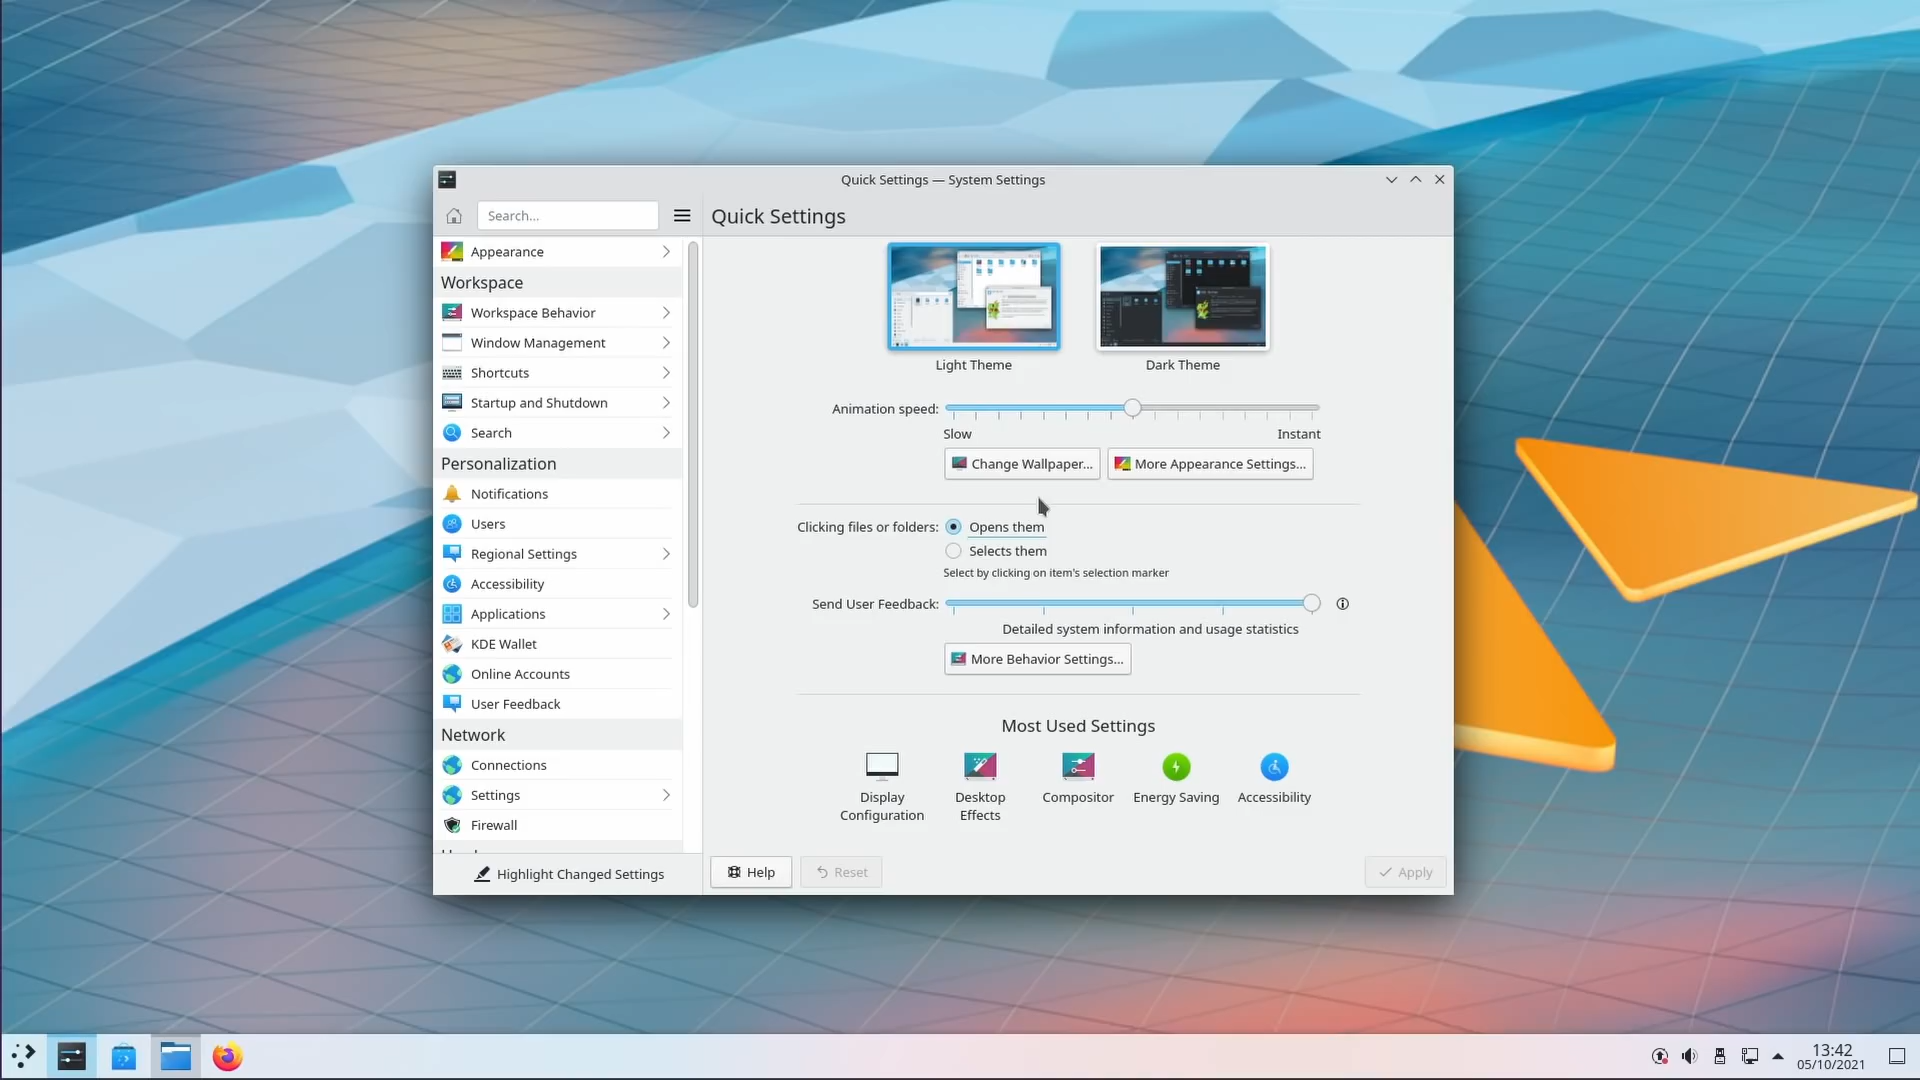 Quick Settings — System Settings
Search...
Quick Settings
Appearance
Workspace
Workspace Behavior
Window Management
Shortcuts
Startup and Shutdown
Search
Personalization
Notifications
Users
Regional Settings
Accessibility
Applications
KDE Wallet
Online Accounts
User Feedback
Network
Connections
Settings
Firewall
Highlight Changed Settings
Light Theme
Dark Theme
Animation speed:
Slow
Instant
Change Wallpaper...
More Appearance Settings...
Clicking files or folders:
Opens them
Selects them
Select by clicking on item's selection marker
Send User Feedback:
Detailed system information and usage statistics
More Behavior Settings...
Most Used Settings
Display
Configuration
Desktop
Effects
Compositor
Energy Saving
Accessibility
Help
Reset
Apply
13:42
05/10/2021